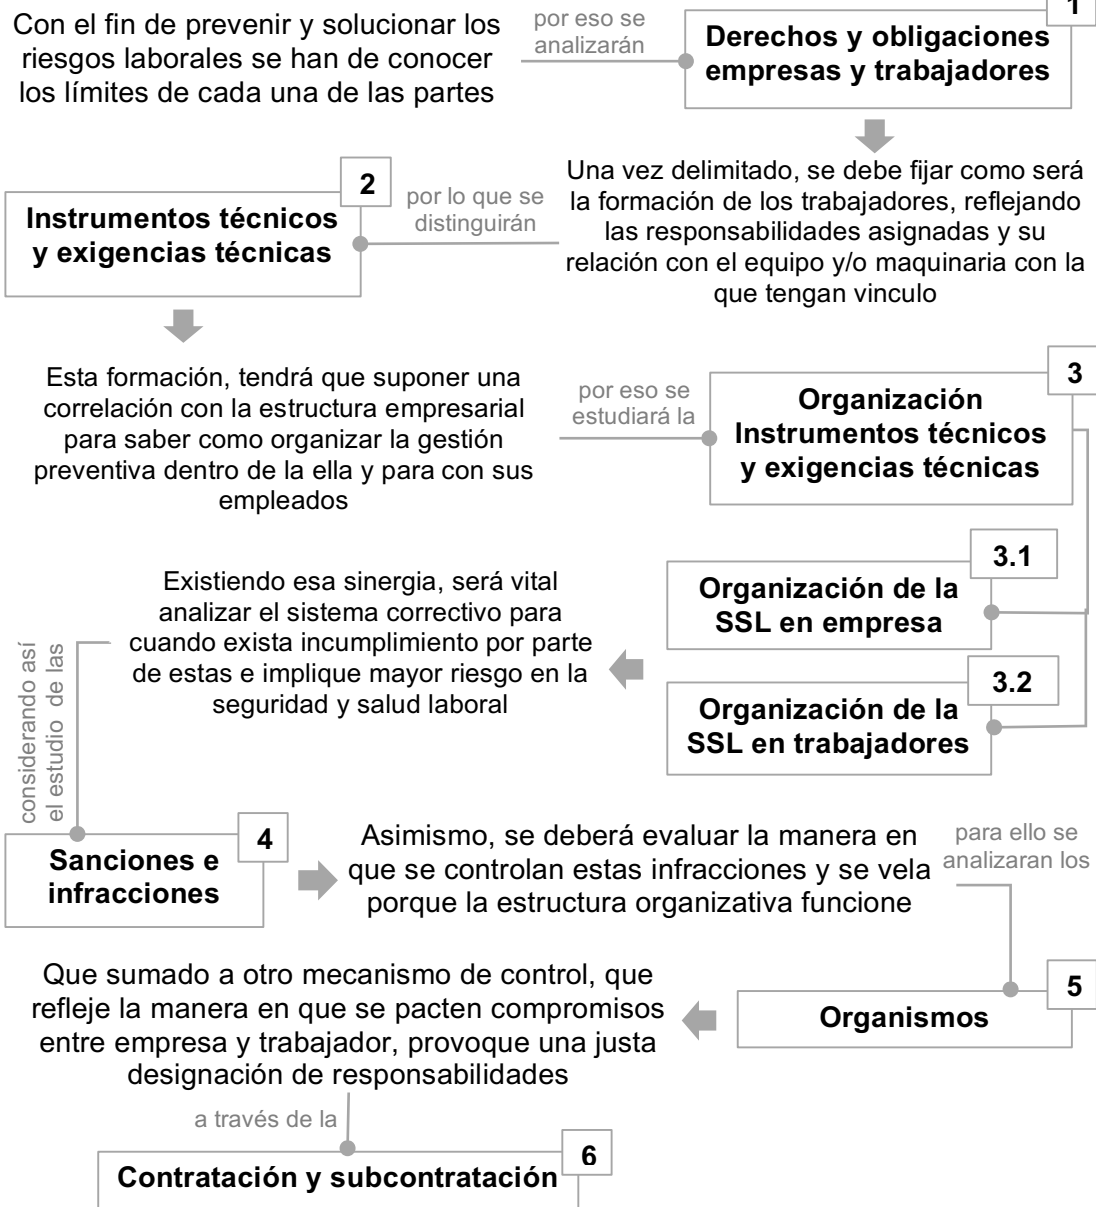 Con el fin de prevenir y solucionar los
riesgos laborales se han de conocer
los límites de cada una de las partes
por eso se
analizarán
1
Derechos y obligaciones
empresas y trabajadores
Una vez delimitado, se debe fijar como será
la formación de los trabajadores, reflejando
las responsabilidades asignadas y su
relación con el equipo y/o maquinaria con la
que tengan vinculo
por lo que se
distinguirán
2
Instrumentos técnicos
y exigencias técnicas
Esta formación, tendrá que suponer una
correlación con la estructura empresarial
para saber como organizar la gestión
preventiva dentro de la ella y para con sus
empleados
por eso se
estudiará la
3
Organización
Instrumentos técnicos
y exigencias técnicas
3.1
Organización de la
SSL en empresa
3.2
Organización de la
SSL en trabajadores
Existiendo esa sinergia, será vital
analizar el sistema correctivo para
cuando exista incumplimiento por parte
de estas e implique mayor riesgo en la
seguridad y salud laboral
considerando así
el estudio de las
4
Sanciones e
infracciones
Asimismo, se deberá evaluar la manera en
que se controlan estas infracciones y se vela
porque la estructura organizativa funcione
para ello se
analizaran los
5
Organismos
Que sumado a otro mecanismo de control, que
refleje la manera en que se pacten compromisos
entre empresa y trabajador, provoque una justa
designación de responsabilidades
a través de la
6
Contratación y subcontratación